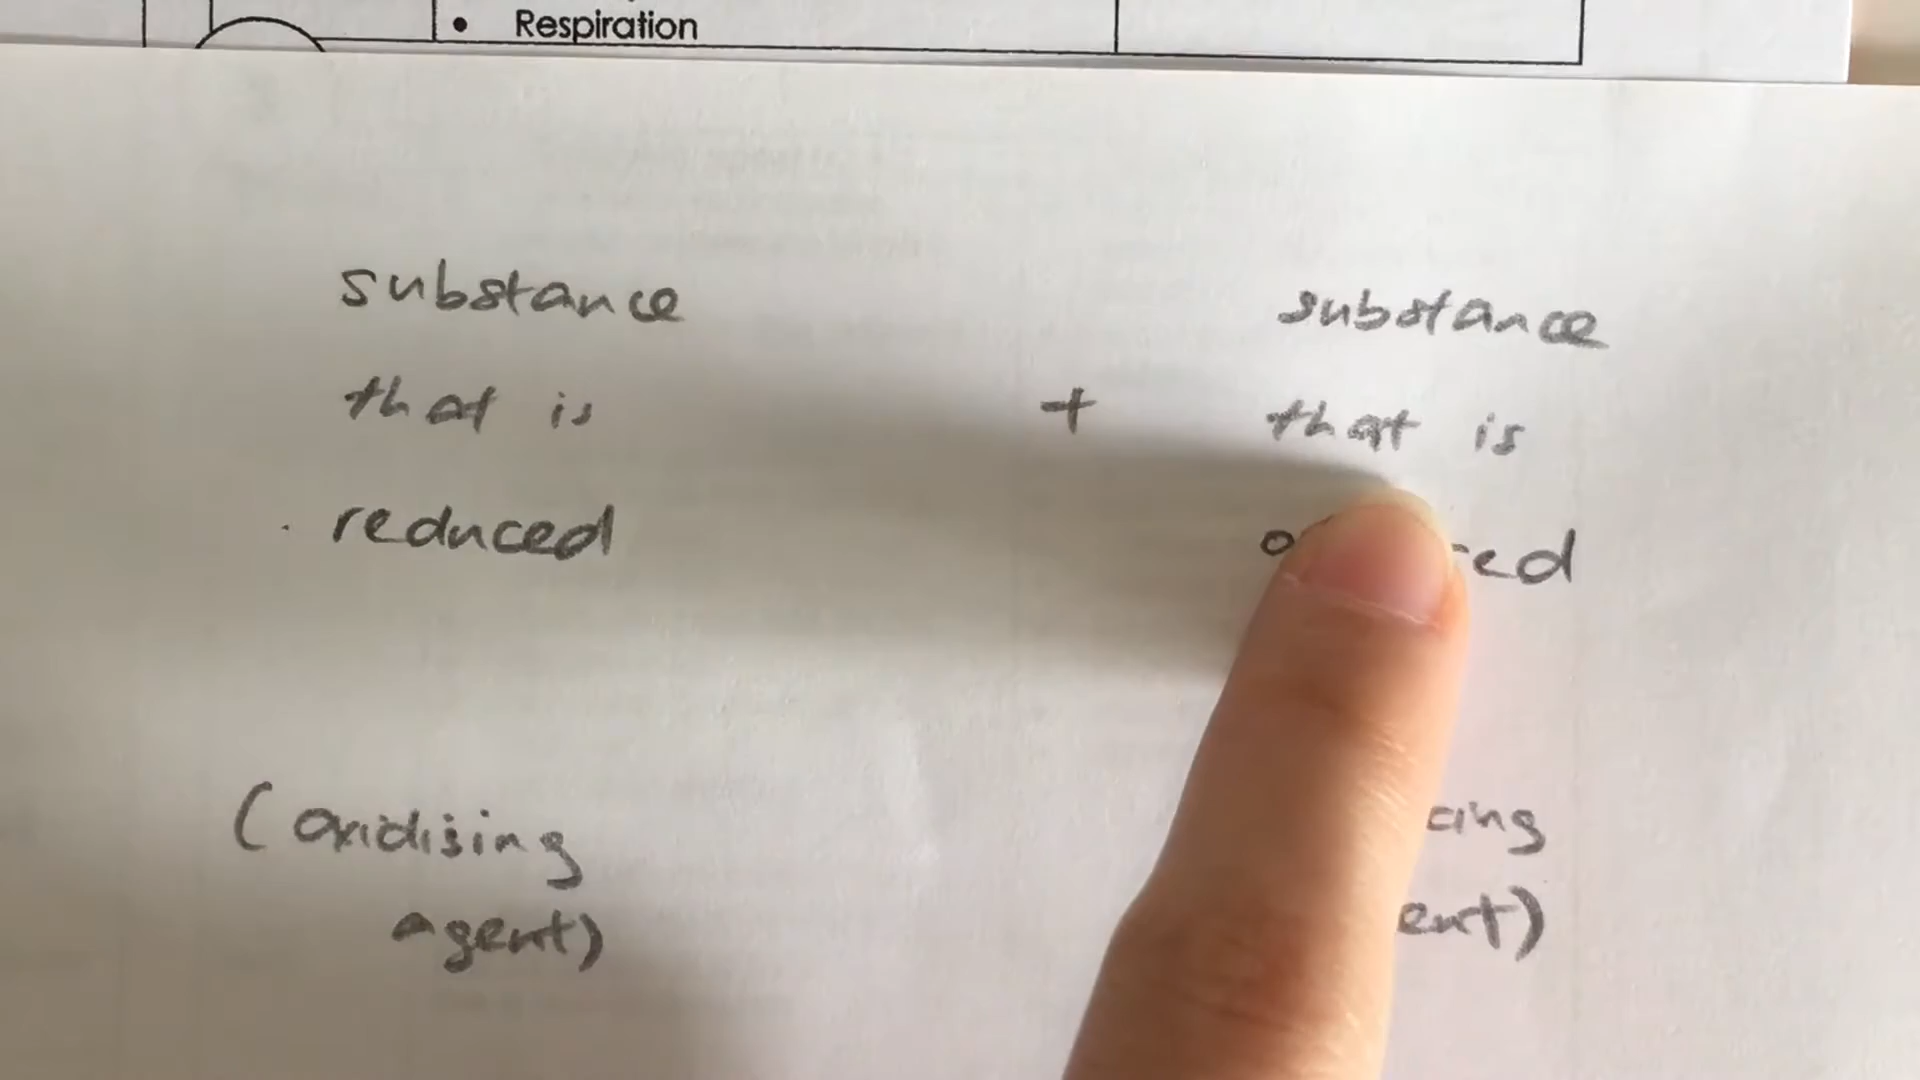 • Respiration
substance
that is
reduced
+
substance
that is
(oxidising
agent)